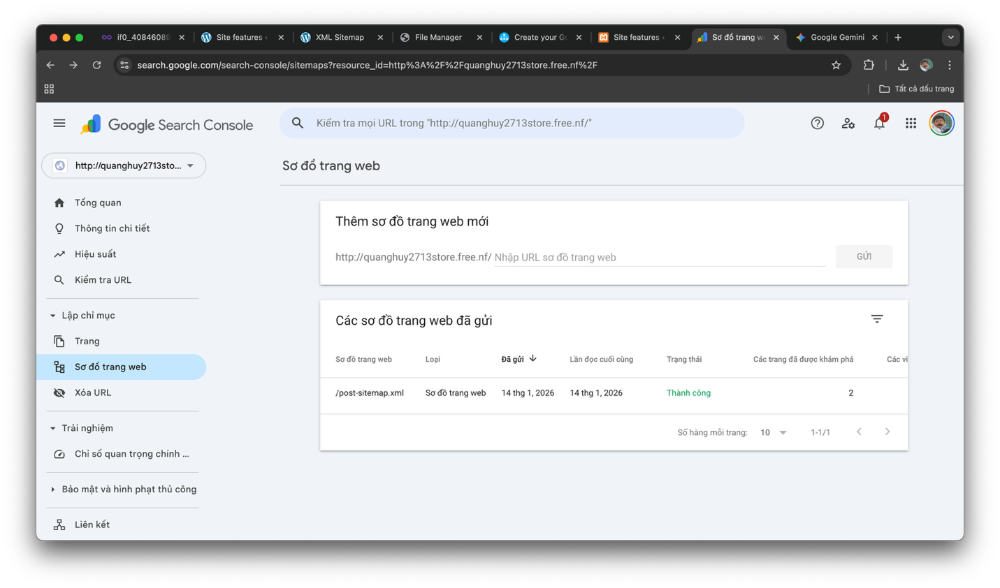 if0_40846089
Site features
XML Sitemap
File Manager
Create your Go
Site features
Sơ đồ trang we
Google Gemini
search.google.com/search-console/sitemaps?resource_id=http%3A%2F%2Fquanghuy2713store.free.nf%2F
Tất cả dấu trang
Google Search Console
Kiểm tra mọi URL trong "http://quanghuy2713store.free.nf/"
1
http://quanghuy2713sto...
Sơ đồ trang web
Tổng quan
Thông tin chi tiết
Hiệu suất
Kiểm tra URL
Lập chỉ mục
Trang
Sơ đồ trang web
Xóa URL
Trải nghiệm
Chỉ số quan trọng chính ...
Bảo mật và hình phạt thủ công
Liên kết
Thêm sơ đồ trang web mới
http://quanghuy2713store.free.nf/ Nhập URL sơ đồ trang web
GỬI
Các sơ đồ trang web đã gửi
Sơ đồ trang web Loại Đã gửi Lần đọc cuối cùng Trạng thái Các trang đã được khám phá Các vi
/post-sitemap.xml Sơ đồ trang web 14 thg 1, 2026 14 thg 1, 2026 Thành công 2
Số hàng mỗi trang: 10 1-1/1